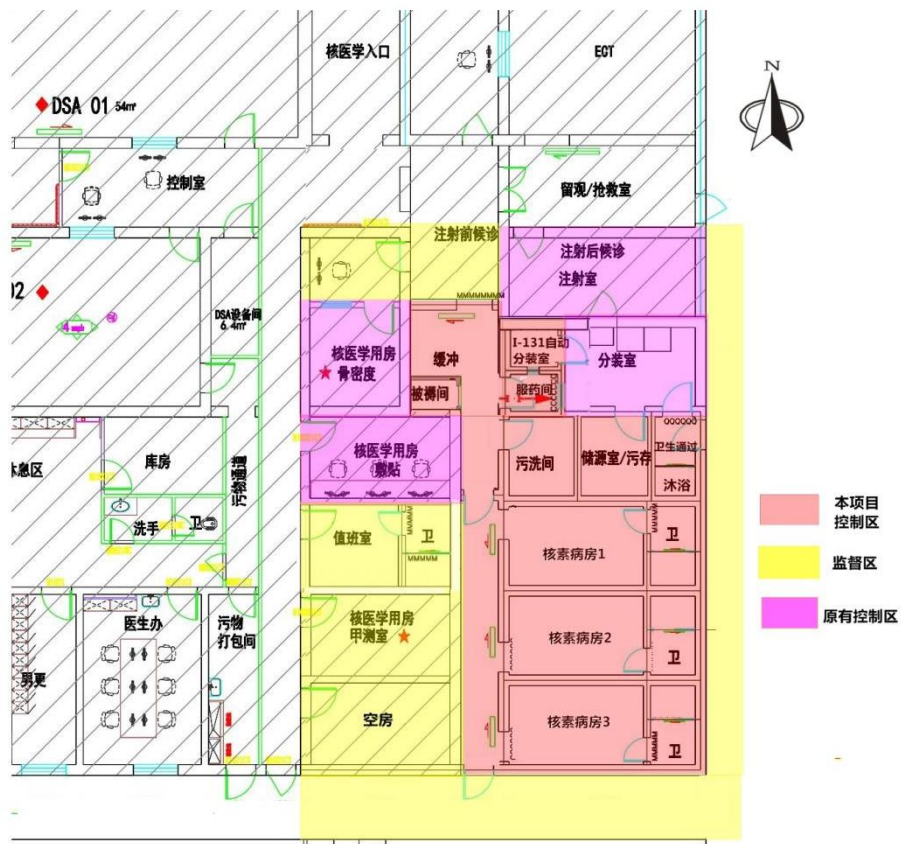 核医学入口
ECT
N
DSA 01 54㎡
控制室
留观/抢救室
注射前候诊
注射后候诊
注射室
02
DSA设备间
6.4㎡
核医学用房
骨密度
缓冲
I-131自动
分装室
分装室
被褥间
服药间
休息区
库房
污物通道
核医学用房
敷贴
污洗间
储源室/污存
卫生通过
沐浴
洗手
卫
值班室
卫
核素病房1
卫
医生办
污物
打包间
核医学用房
甲测室
核素病房2
卫
男更
空房
核素病房3
卫
本项目
控制区
监督区
原有控制区